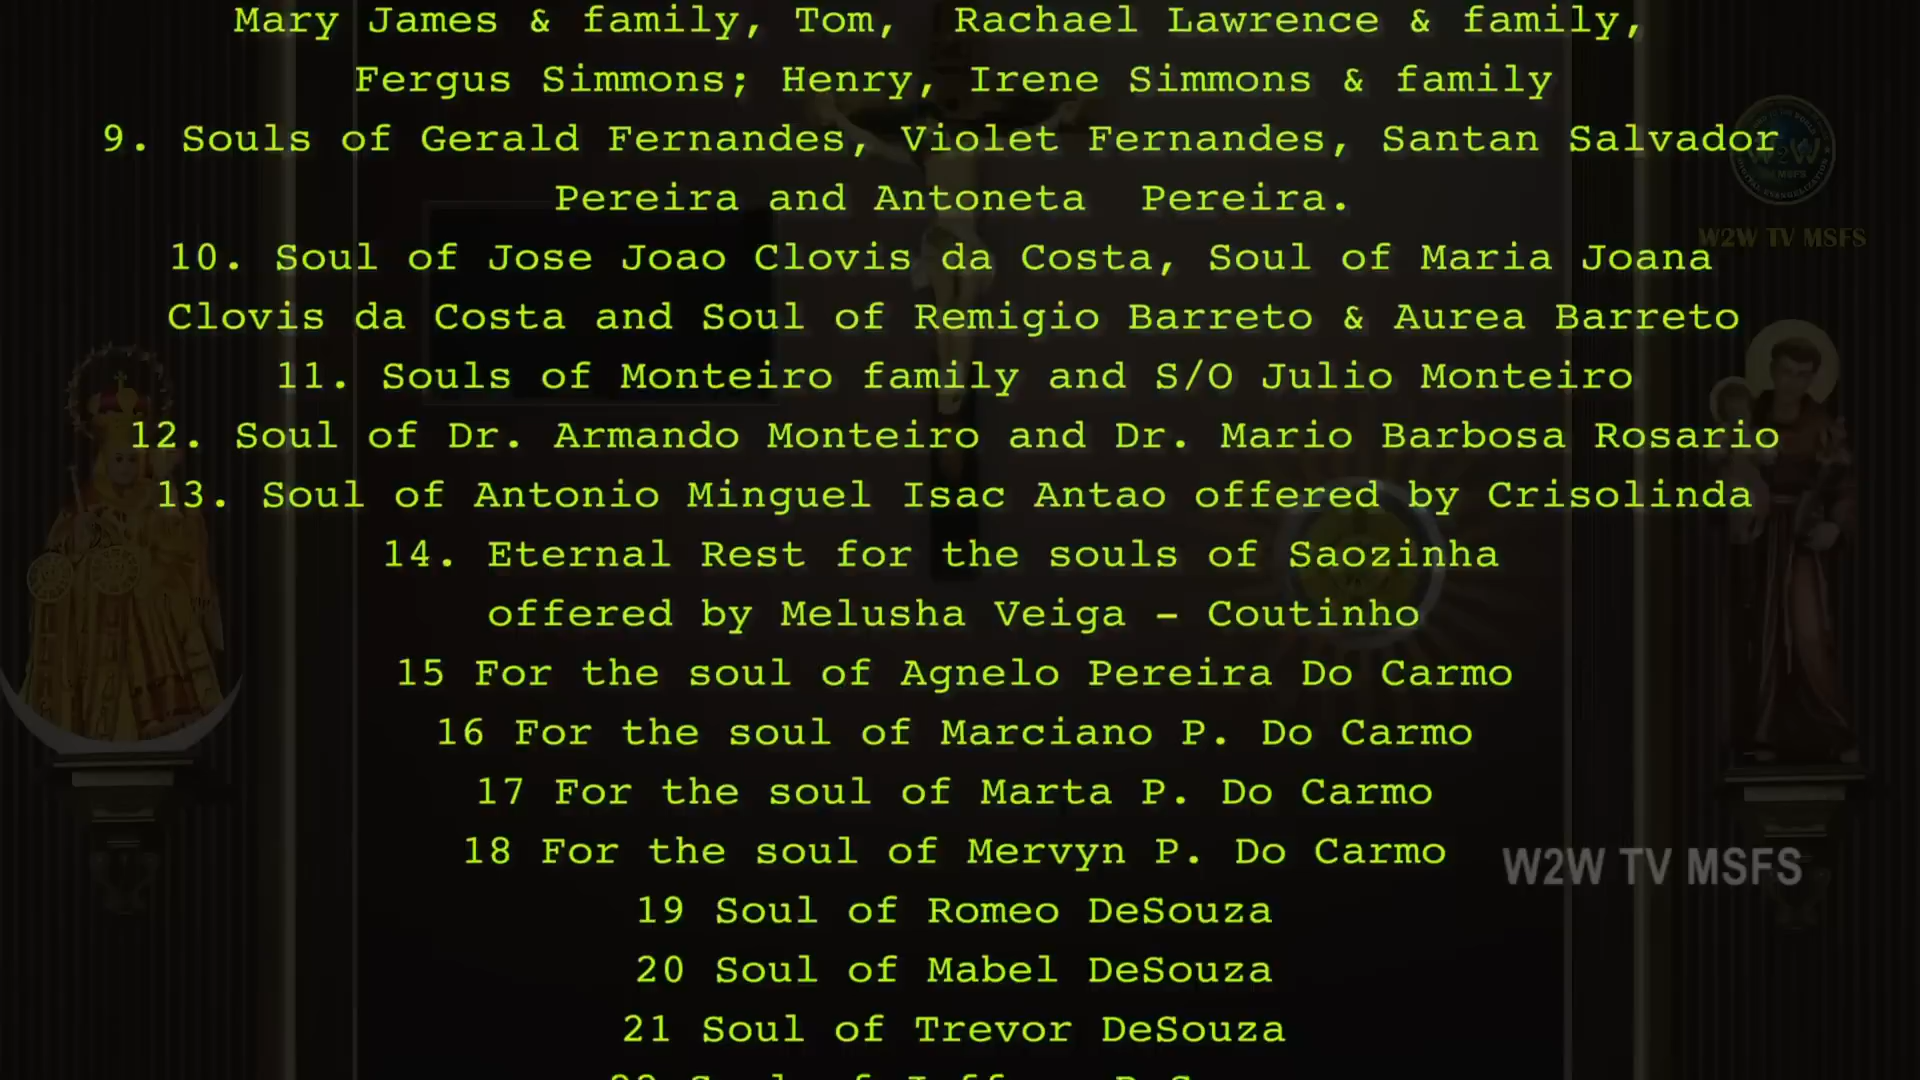 Mary James & family, Tom,  Rachael Lawrence & family,
Fergus Simmons; Henry, Irene Simmons & family
9. Souls of Gerald Fernandes, Violet Fernandes, Santan Salvador
Pereira and Antoneta  Pereira.
10. Soul of Jose Joao Clovis da Costa, Soul of Maria Joana
Clovis da Costa and Soul of Remigio Barreto & Aurea Barreto
11. Souls of Monteiro family and S/O Julio Monteiro
12. Soul of Dr. Armando Monteiro and Dr. Mario Barbosa Rosario
13. Soul of Antonio Minguel Isac Antao offered by Crisolinda
14. Eternal Rest for the souls of Saozinha
offered by Melusha Veiga - Coutinho
15 For the soul of Agnelo Pereira Do Carmo
16 For the soul of Marciano P. Do Carmo
17 For the soul of Marta P. Do Carmo
18 For the soul of Mervyn P. Do Carmo
19 Soul of Romeo DeSouza
20 Soul of Mabel DeSouza
21 Soul of Trevor DeSouza
W2W TV MSFS
W2W TV MSFS